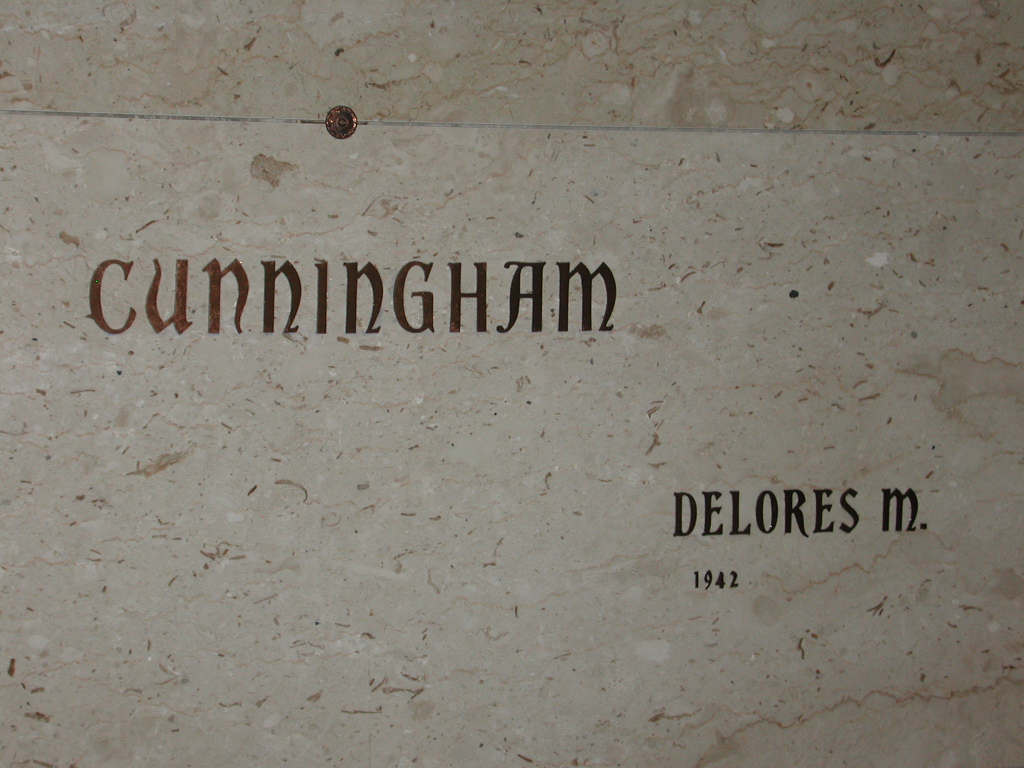 CUNNINGHAM
DELORES M.
1942